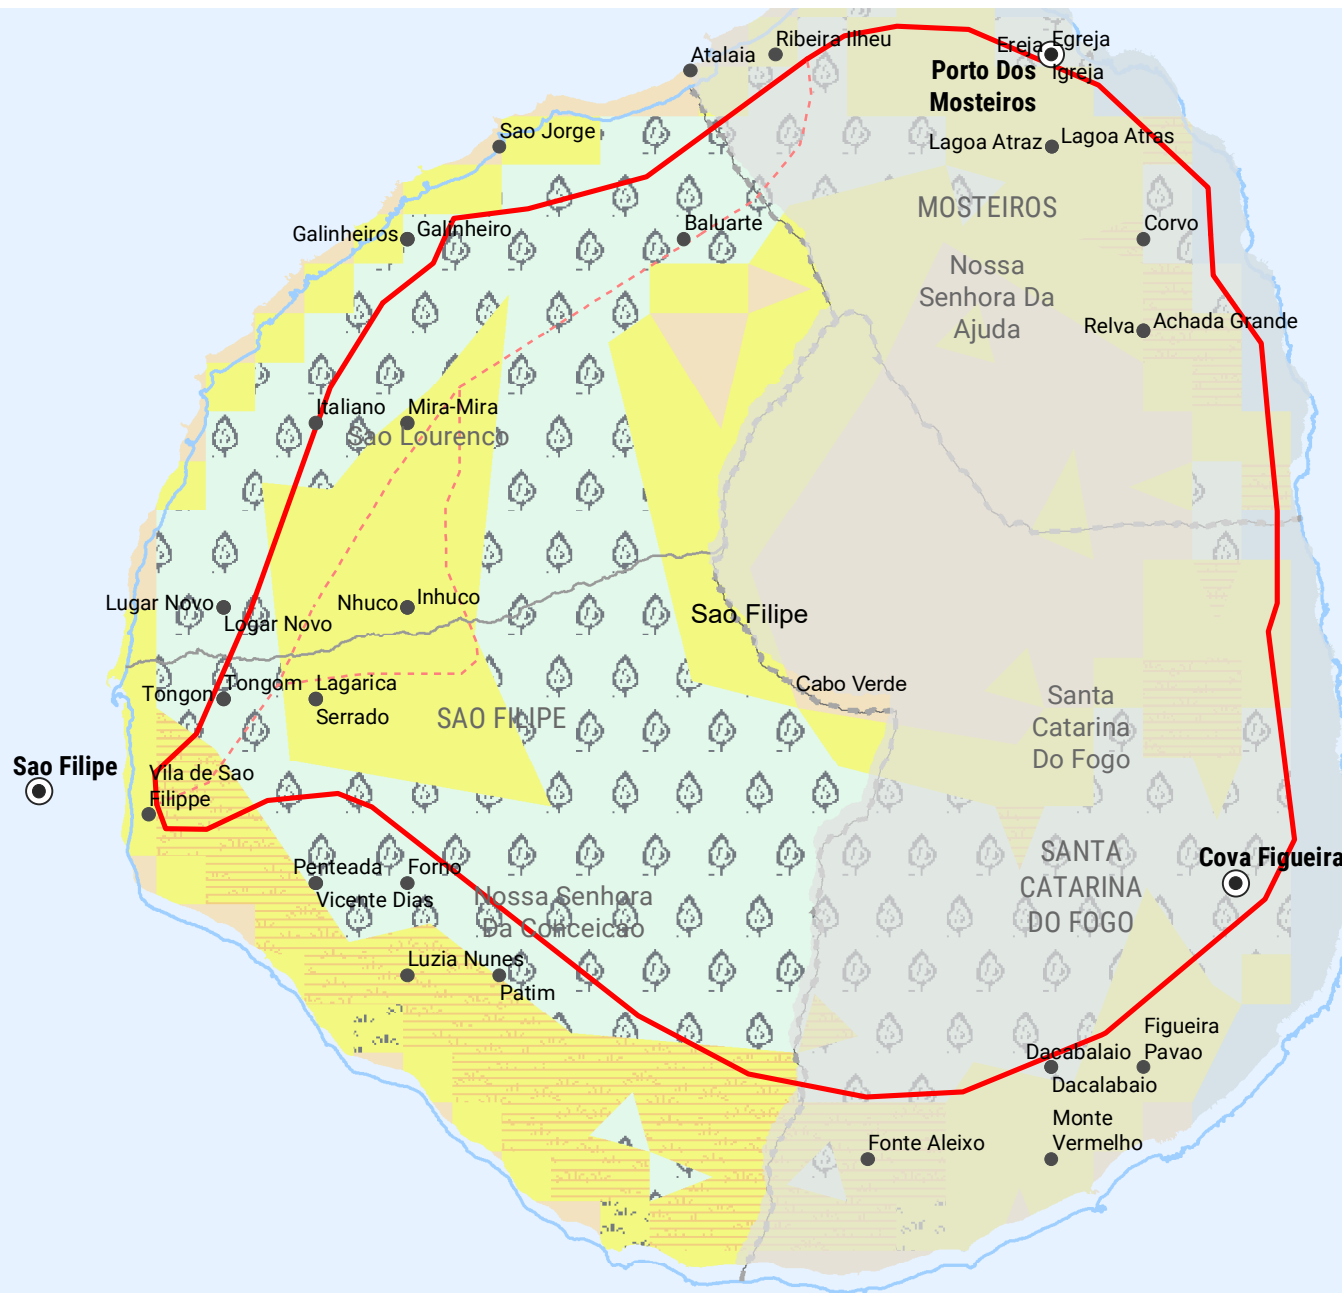 Ribeira Ilheu
Ereja
Egreja
Igreja
Atalaia
Porto Dos
Mosteiros
Sao Jorge
Lagoa Atraz
Lagoa Atras
MOSTEIROS
Galinheiros
Galinheiro
Baluarte
Corvo
Nossa
Senhora Da
Ajuda
Relva
Achada Grande
Italiano
Mira-Mira
Sao Lourenco
Lugar Novo
Logar Novo
Nhuco
Inhuco
Sao Filipe
Tongon
Tongom
Lagarica
Serrado
Cabo Verde
SAO FILIPE
Santa
Catarina
Do Fogo
Sao Filipe
Vila de Sao
Filippe
Penteada
Vicente Dias
Forno
SANTA
CATARINA
DO FOGO
Cova Figueira
Nossa Senhora
Da Conceicao
Luzia Nunes
Patim
Figueira
Pavao
Dacabalaio
Dacalabaio
Monte
Vermelho
Fonte Aleixo